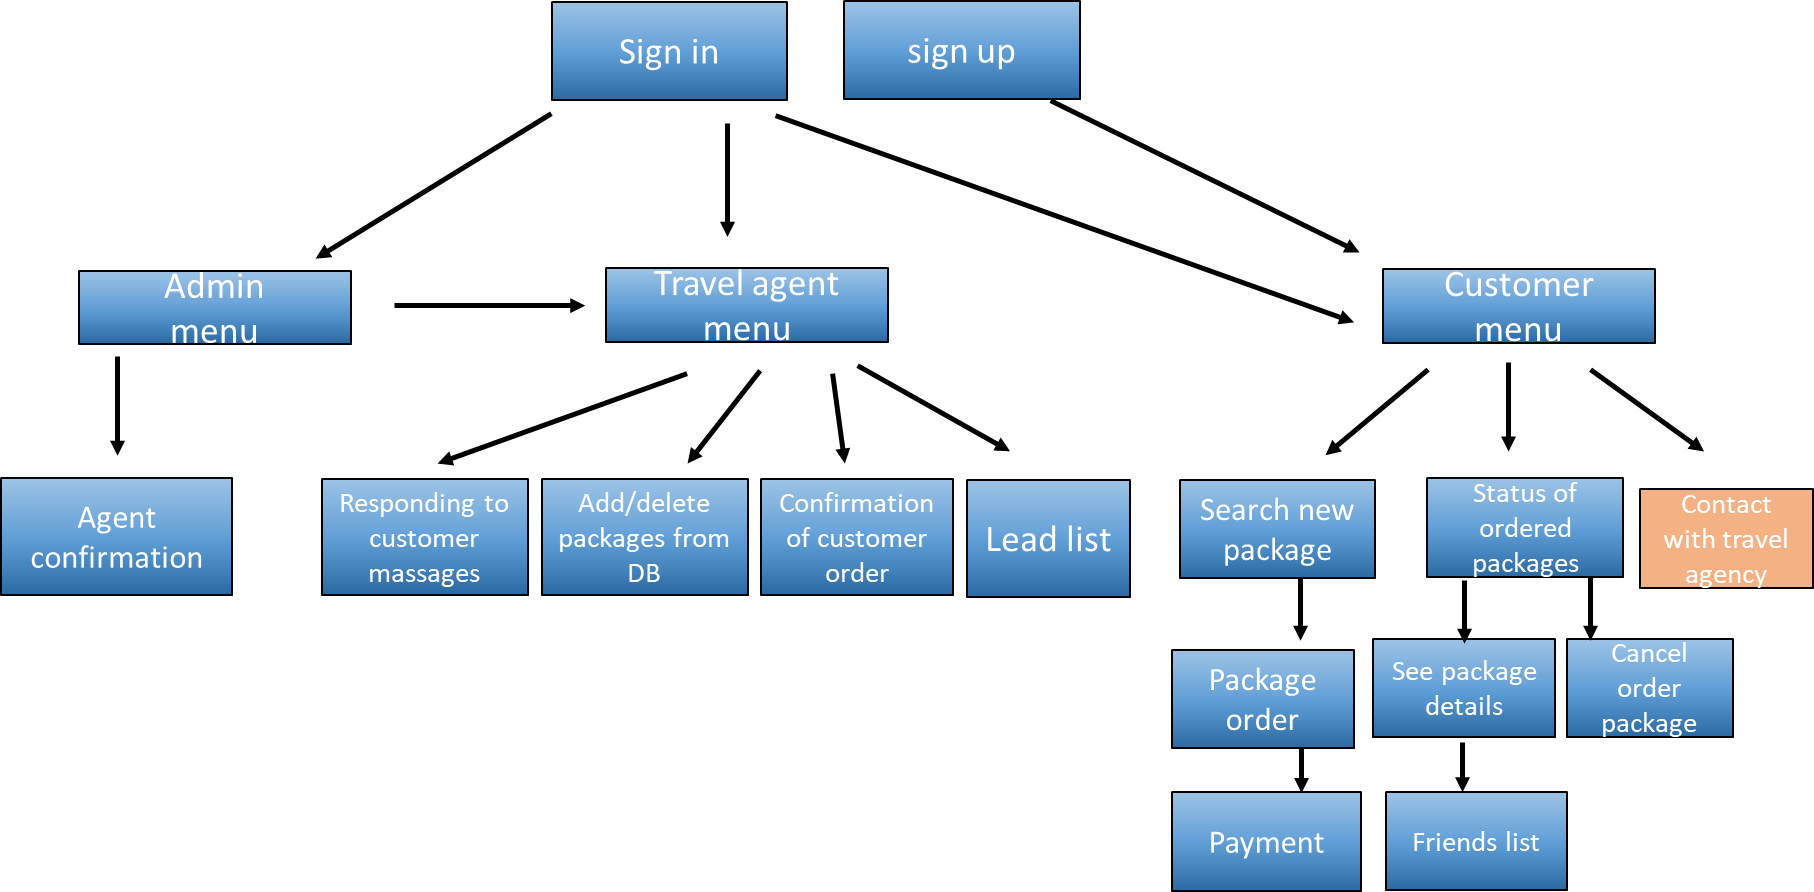 Sign in
sign up
Admin
menu
Travel agent
menu
Customer
menu
Agent
confirmation
Responding to
customer
massages
Add/delete
packages from
DB
Confirmation
of customer
order
Lead list
Search new
package
Status of
ordered
packages
Contact
with travel
agency
Package
order
See package
details
Cancel
order
package
Payment
Friends list